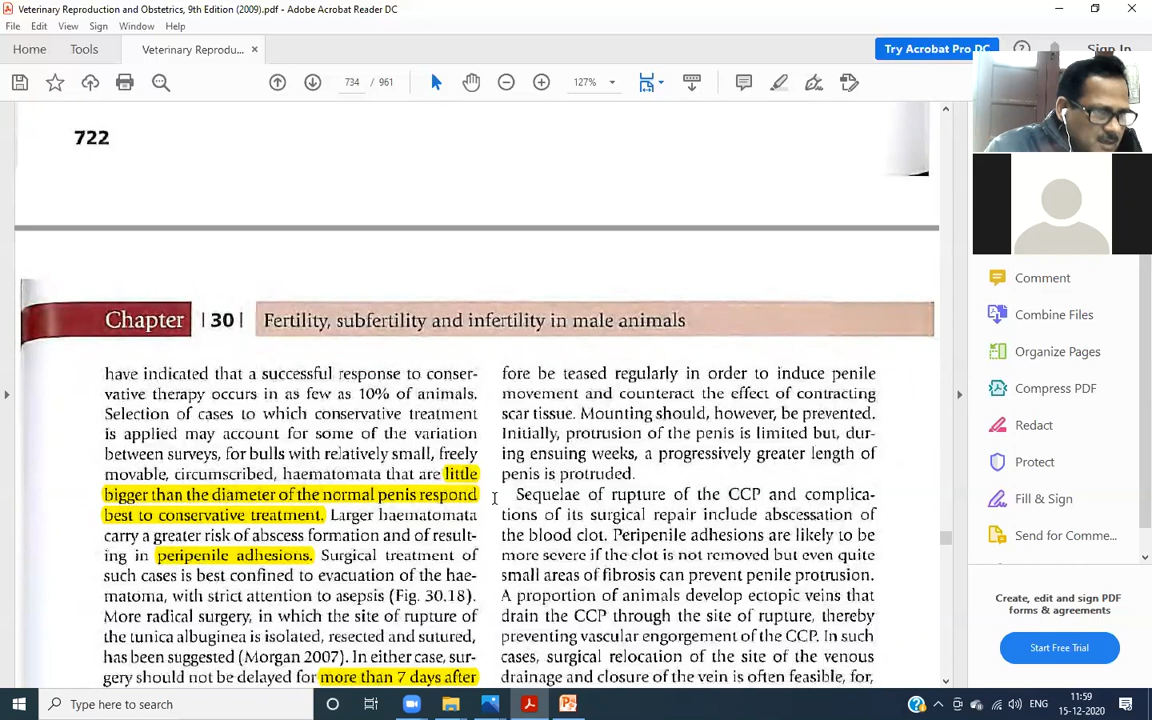 Veterinary Reproduction and Obstetrics, 9th Edition (2009).pdf - Adobe Acrobat Reader DC
File Edit View Sign Window Help
Home Tools Veterinary Reprodu... × Try Acrobat Pro DC Sign In
734 / 961 127%
722
Chapter |30| Fertility, subfertility and infertility in male animals
have indicated that a successful response to conser-
vative therapy occurs in as few as 10% of animals.
Selection of cases to which conservative treatment
is applied may account for some of the variation
between surveys, for bulls with relatively small, freely
movable, circumscribed, haematomata that are little
bigger than the diameter of the normal penis respond
best to conservative treatment. Larger haematomata
carry a greater risk of abscess formation and of result-
ing in peripenile adhesions. Surgical treatment of
such cases is best confined to evacuation of the hae-
matoma, with strict attention to asepsis (Fig. 30.18).
More radical surgery, in which the site of rupture of
the tunica albuginea is isolated, resected and sutured,
has been suggested (Morgan 2007). In either case, sur-
gery should not be delayed for more than 7 days after
fore be teased regularly in order to induce penile
movement and counteract the effect of contracting
scar tissue. Mounting should, however, be prevented.
Initially, protrusion of the penis is limited but, dur-
ing ensuing weeks, a progressively greater length of
penis is protruded.
Sequelae of rupture of the CCP and complica-
tions of its surgical repair include abscessation of
the blood clot. Peripenile adhesions are likely to be
more severe if the clot is not removed but even quite
small areas of fibrosis can prevent penile protrusion.
A proportion of animals develop ectopic veins that
drain the CCP through the site of rupture, thereby
preventing vascular engorgement of the CCP. In such
cases, surgical relocation of the site of the venous
drainage and closure of the vein is often feasible, for,
Comment
Combine Files
Organize Pages
Compress PDF
Redact
Protect
Fill & Sign
Send for Comme...
Create, edit and sign PDF
forms & agreements
Start Free Trial
Type here to search
11:59
15-12-2020